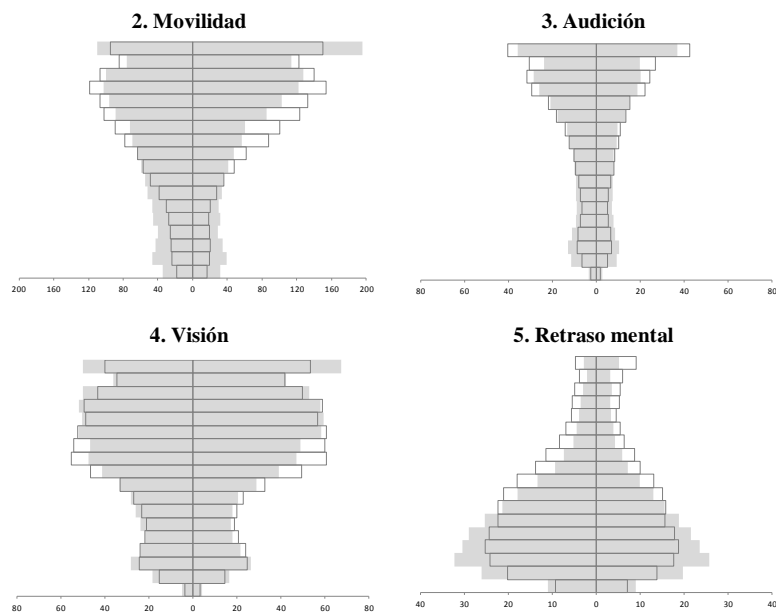 2. Movilidad
200 160 120 80 40 0 40 80 120 160 200
3. Audición
80 60 40 20 0 20 40 60 80
4. Visión
80 60 40 20 0 20 40 60 80
5. Retraso mental
40 30 20 10 0 10 20 30 40